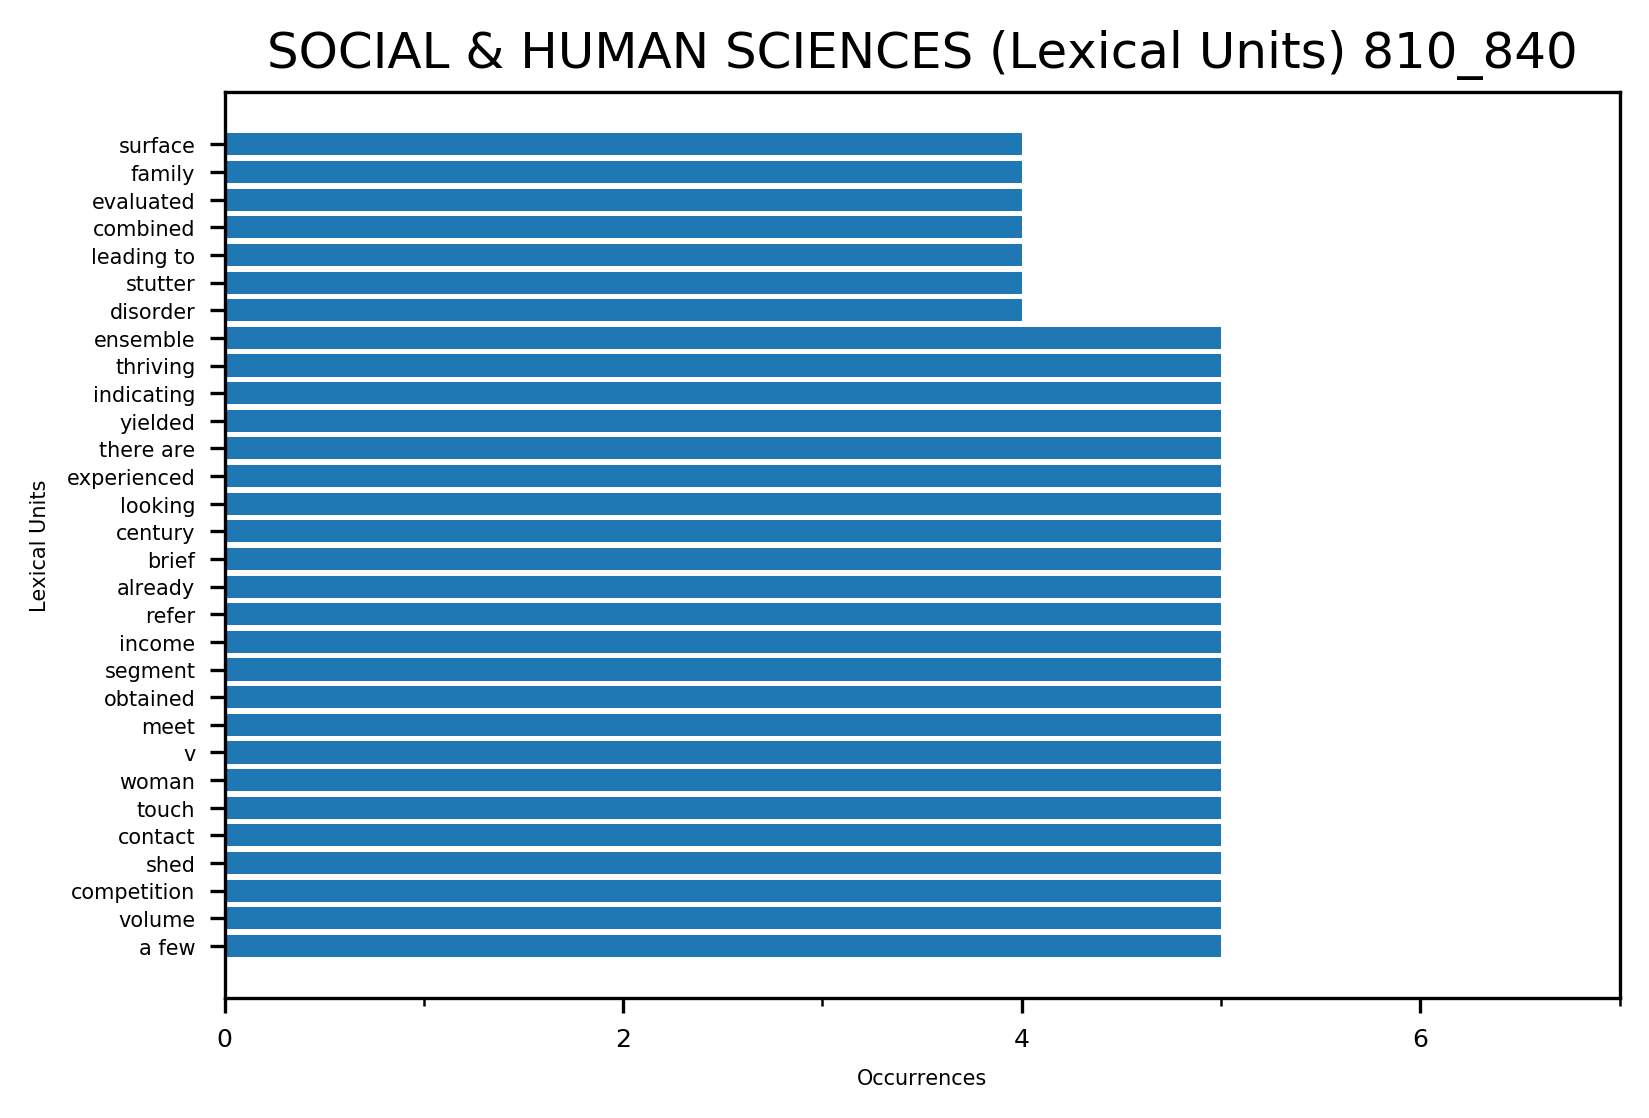 SOCIAL & HUMAN SCIENCES (Lexical Units) 810_840
Lexical Units
surface
family
evaluated
combined
leading to
stutter
disorder
ensemble
thriving
indicating
yielded
there are
experienced
looking
century
brief
already
refer
income
segment
obtained
meet
v
woman
touch
contact
shed
competition
volume
a few
0 2 4 6
Occurrences